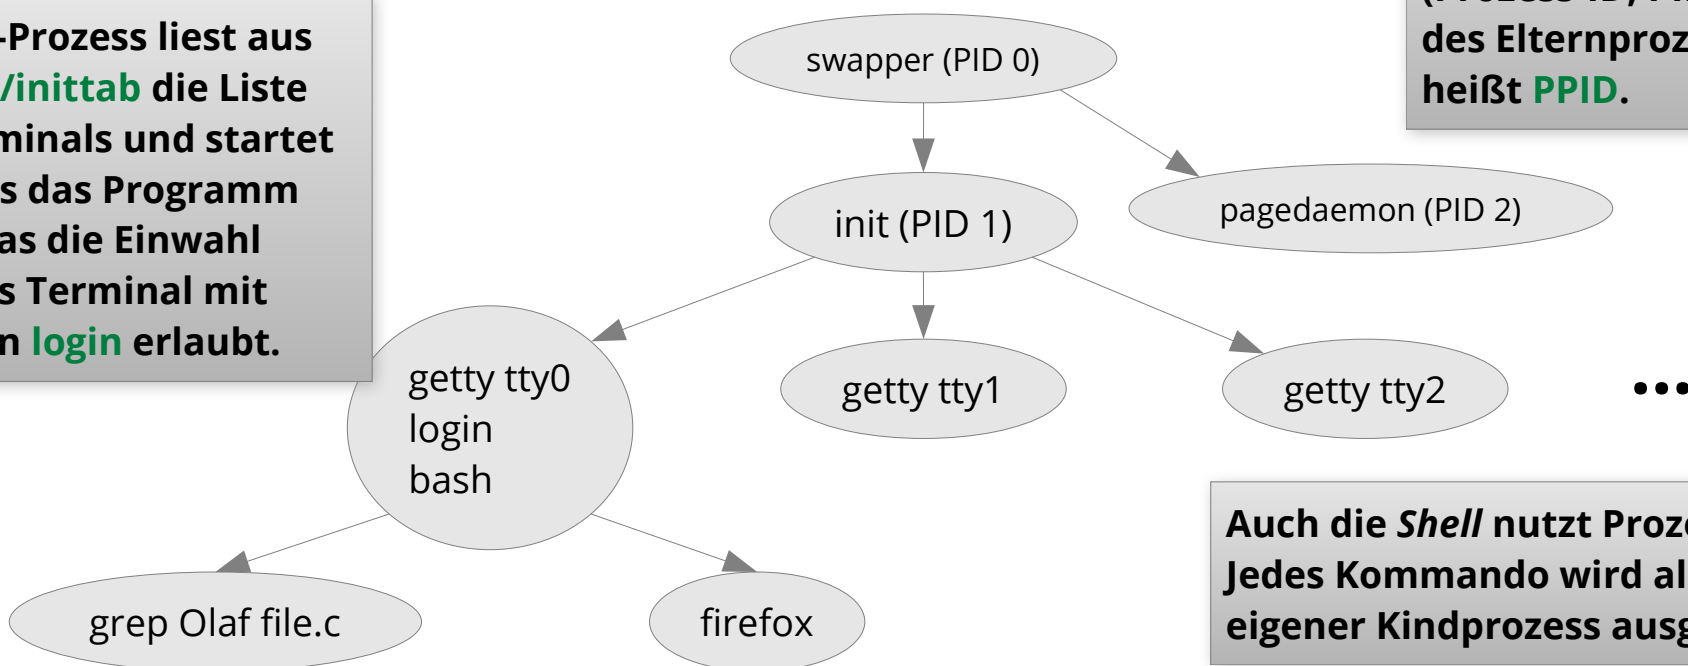 -Prozess liest aus
/inittab die Liste
minals und startet
s das Programm
as die Einwahl
s Terminal mit
n login erlaubt.
swapper (PID 0)
des Elternproz
heißt PPID.
init (PID 1)
pagedaemon (PID 2)
getty tty0
login
bash
getty tty1
getty tty2
...
grep Olaf file.c
firefox
Auch die Shell nutzt Proze
Jedes Kommando wird al
eigener Kindprozess ausg